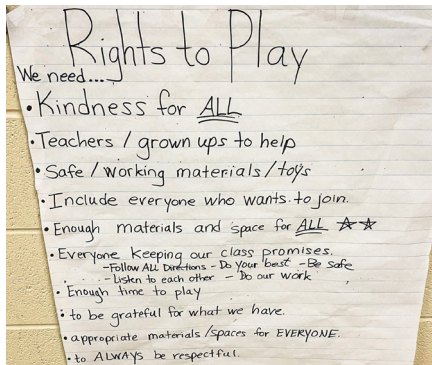 Rights to Play
We need....
• Kindness for ALL
• Teachers / grown ups to help
• Safe / working materials / toys
• Include everyone who wants to join.
• Enough materials and space for ALL ☆☆
• Everyone keeping our class promises.
-Follow ALL Directions - Do your best - Be safe
- Listen to each other - Do our work
• Enough time to play
• to be grateful for what we have.
• appropriate materials/spaces for EVERYONE.
• to ALWAYS be respectful.